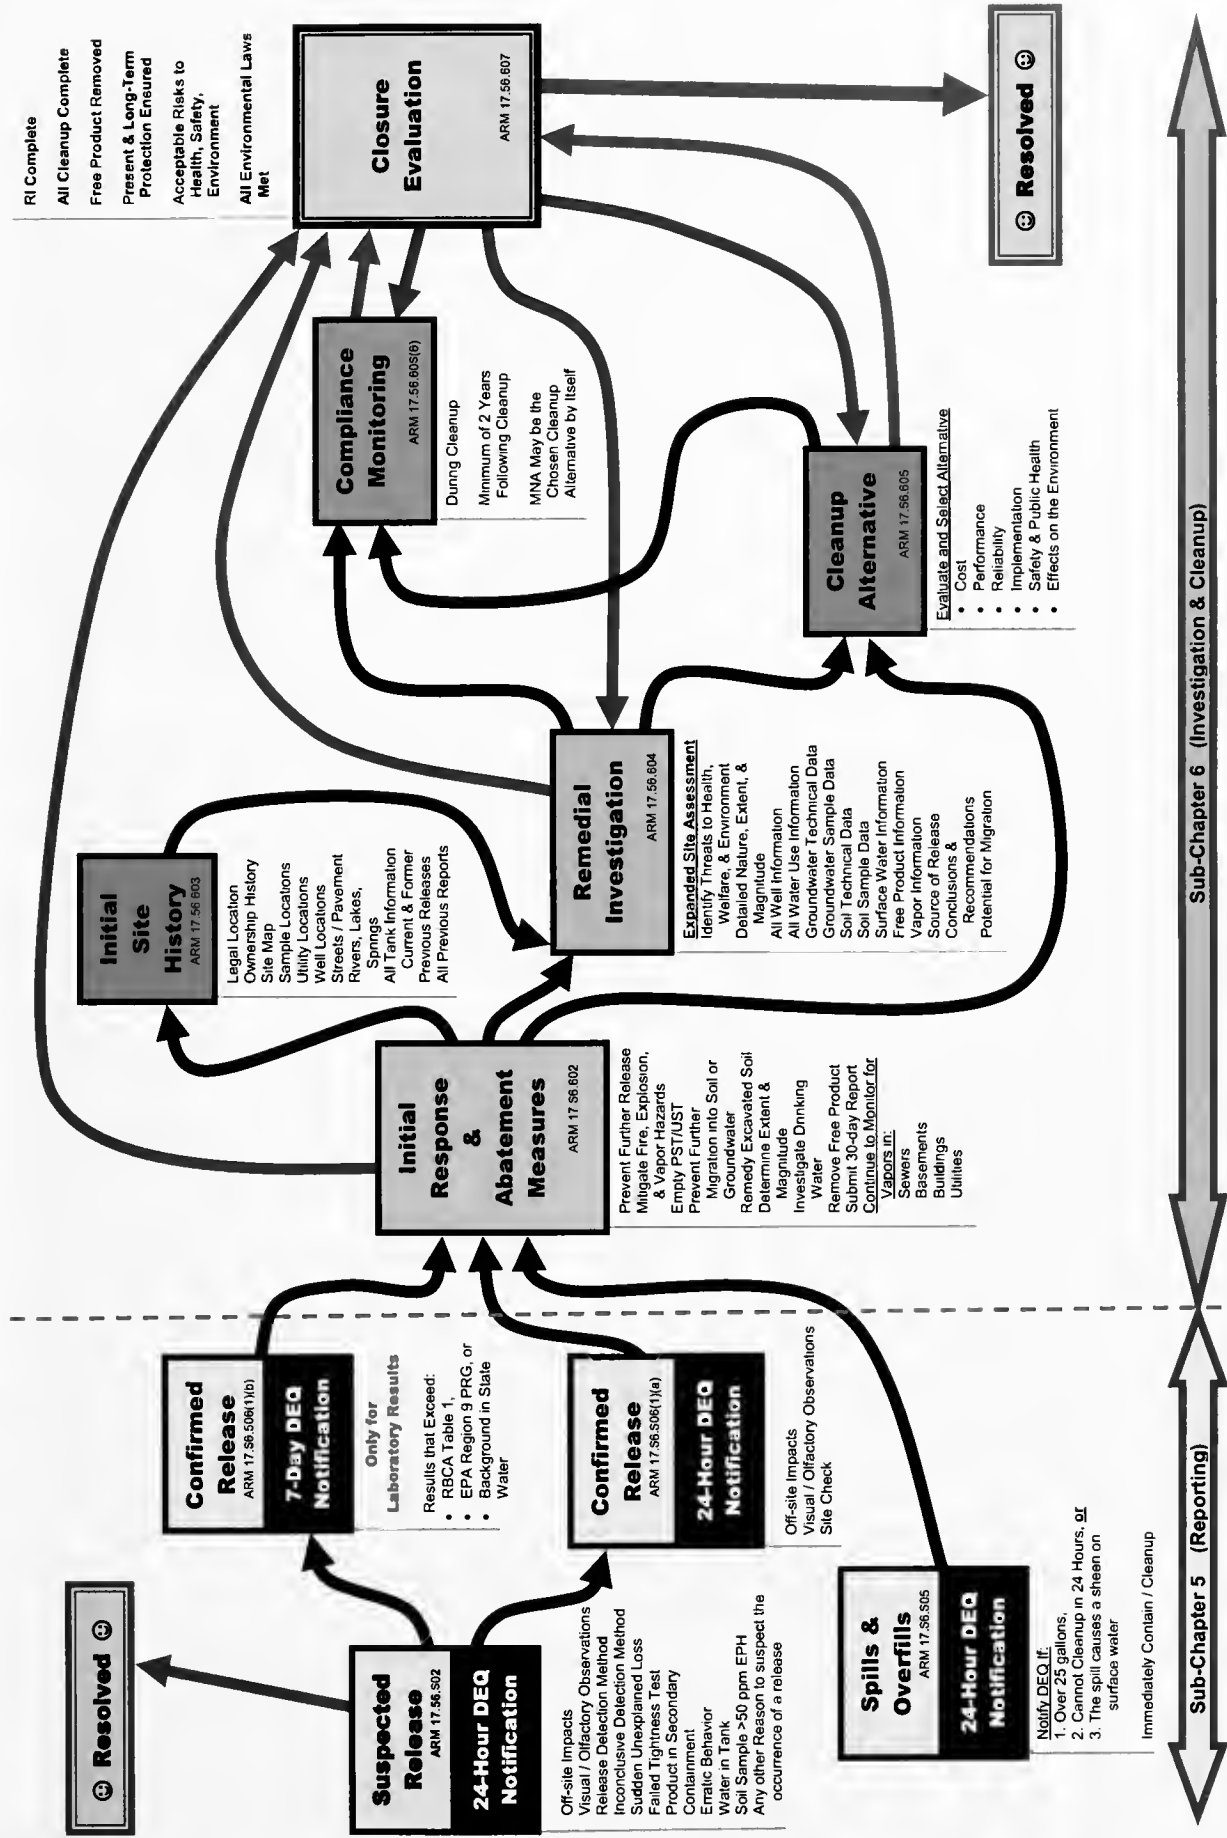 ☺ Resolved ☺
Suspected
Release
ARM 17.56.S02
24-Hour DEQ
Notification
Off-site Impacts
Visual / Olfactory Observations
Release Detection Method
Inconclusive Detection Method
Sudden Unexplained Loss
Failed Tightness Test
Product in Secondary
Containment
Erratic Behavior
Water in Tank
Soil Sample >50 ppm EPH
Any other Reason to suspect the
occurrence of a release
Confirmed
Release
ARM 17.S6.506(1)(b)
7-Day DEQ
Notification
Only for
Laboratory Results
Results that Exceed:
• RBCA Table 1,
• EPA Region 9 PRG, or
• Background in State
Water
Confirmed
Release
ARM 17.S6.S06(1)(a)
24-Hour DEQ
Notification
Off-site Impacts
Visual / Olfactory Observations
Site Check
Spills &
Overfills
ARM 17.S6.S05
24-Hour DEQ
Notification
Notify DEQ If:
1. Over 25 gallons,
2. Cannot Cleanup in 24 Hours, or
3. The spill causes a sheen on
surface water
Immediately Contain / Cleanup
Initial
Response
&
Abatement
Measures
ARM 17 S6.602
Prevent Further Release
Mitigate Fire, Explosion,
& Vapor Hazards
Empty PST/UST
Prevent Further
Migration into Soil or
Groundwater
Remedy Excavated Soil
Determine Extent &
Magnitude
Investigate Drinking
Water
Remove Free Product
Submit 30-day Report
Continue to Monitor for
Vapors in:
Sewers
Basements
Buildings
Utilities
Initial
Site
History
ARM 17.56 603
Legal Location
Ownership History
Site Map
Sample Locations
Utility Locations
Well Locations
Streets / Pavement
Rivers, Lakes,
Springs
All Tank Information
Current & Former
Previous Releases
All Previous Reports
Remedial
Investigation
ARM 17.56.604
Expanded Site Assessment
Identify Threats to Health,
Welfare, & Environment
Detailed Nature, Extent, &
Magnitude
All Well Information
All Water Use Information
Groundwater Technical Data
Groundwater Sample Data
Soil Technical Data
Soil Sample Data
Surface Water Information
Free Product Information
Vapor Information
Source of Release
Conclusions &
Recommendations
Potential for Migration
Compliance
Monitoring
ARM 17.56.60S(6)
During Cleanup
Minimum of 2 Years
Following Cleanup
MNA May be the
Chosen Cleanup
Alternative by Itself
Cleanup
Alternative
ARM 17.56.605
Evaluate and Select Alternative
• Cost
• Performance
• Reliability
• Implementation
• Safety & Public Health
• Effects on the Environment
RI Complete
All Cleanup Complete
Free Product Removed
Present & Long-Term
Protection Ensured
Acceptable Risks to
Health, Safety,
Environment
All Environmental Laws
Met
Closure
Evaluation
ARM 17.56.607
☺ Resolved ☺
Sub-Chapter 5 (Reporting)
Sub-Chapter 6 (Investigation & Cleanup)